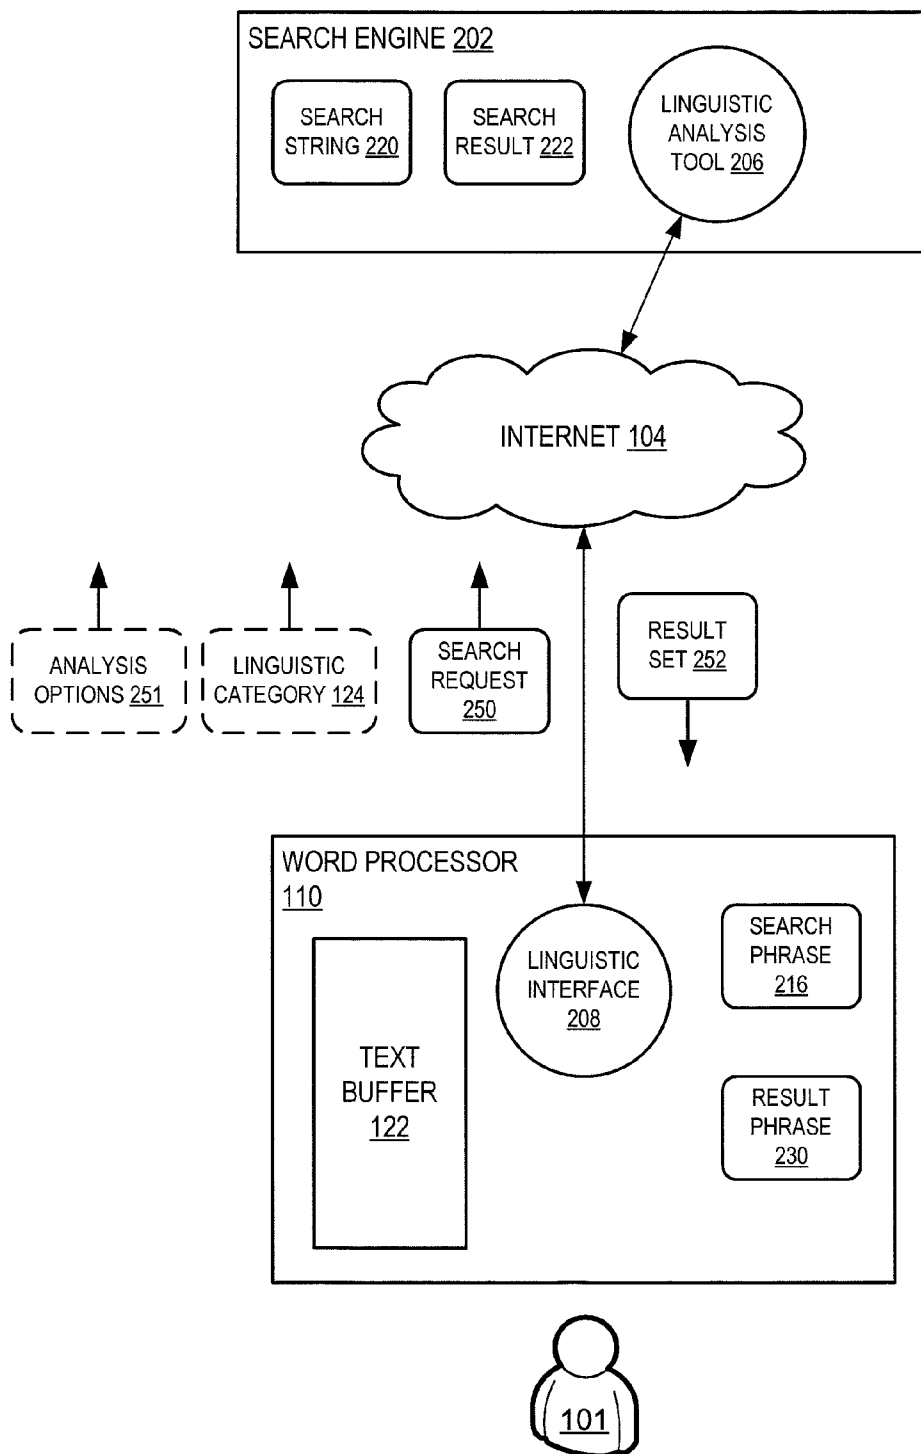 SEARCH ENGINE 202
SEARCH
STRING 220
SEARCH
RESULT 222
LINGUISTIC
ANALYSIS
TOOL 206
INTERNET 104
ANALYSIS
OPTIONS 251
LINGUISTIC
CATEGORY 124
SEARCH
REQUEST
250
RESULT
SET 252
WORD PROCESSOR
110
TEXT
BUFFER
122
LINGUISTIC
INTERFACE
208
SEARCH
PHRASE
216
RESULT
PHRASE
230
101